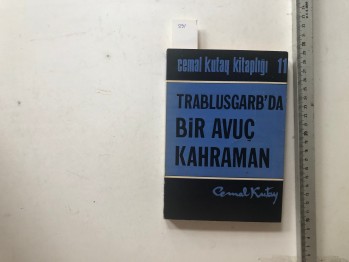 cemal kutay kitaplığı 11
TRABLUSGARB'DA
BİR AVUÇ
KAHRAMAN
Cemal Kutay